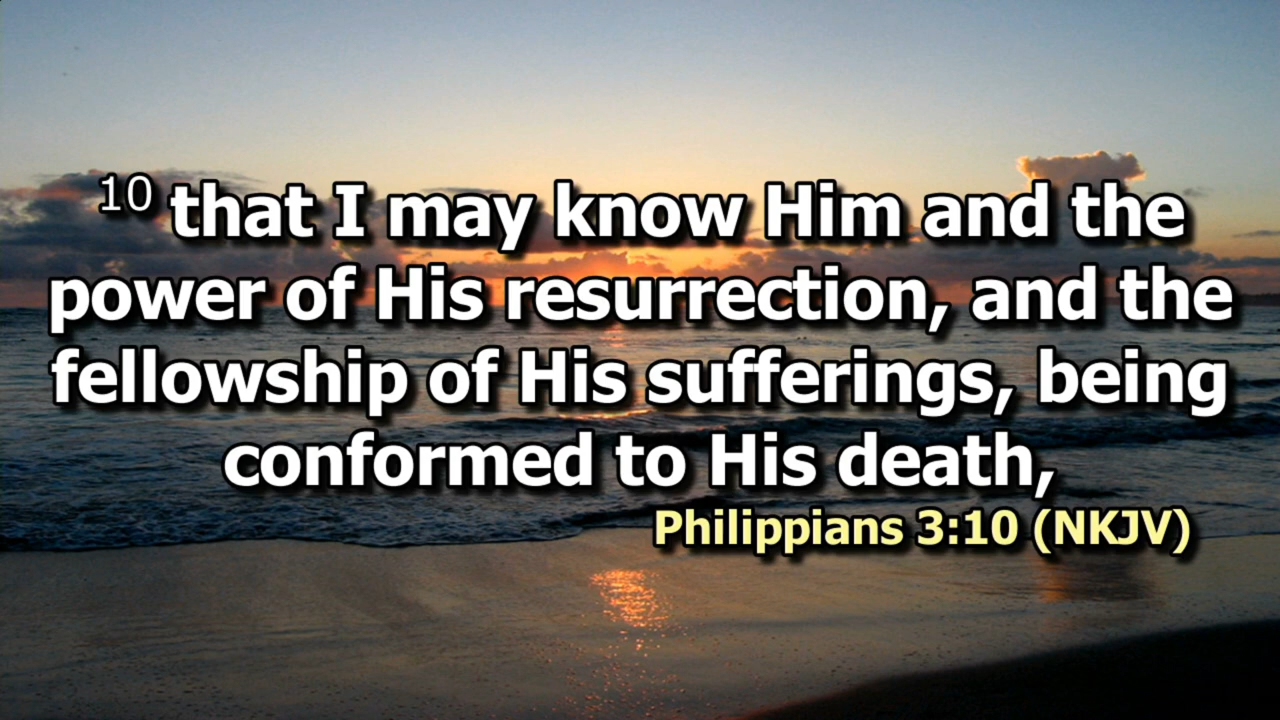 10 that I may know Him and the
power of His resurrection, and the
fellowship of His sufferings, being
conformed to His death,
Philippians 3:10 (NKJV)